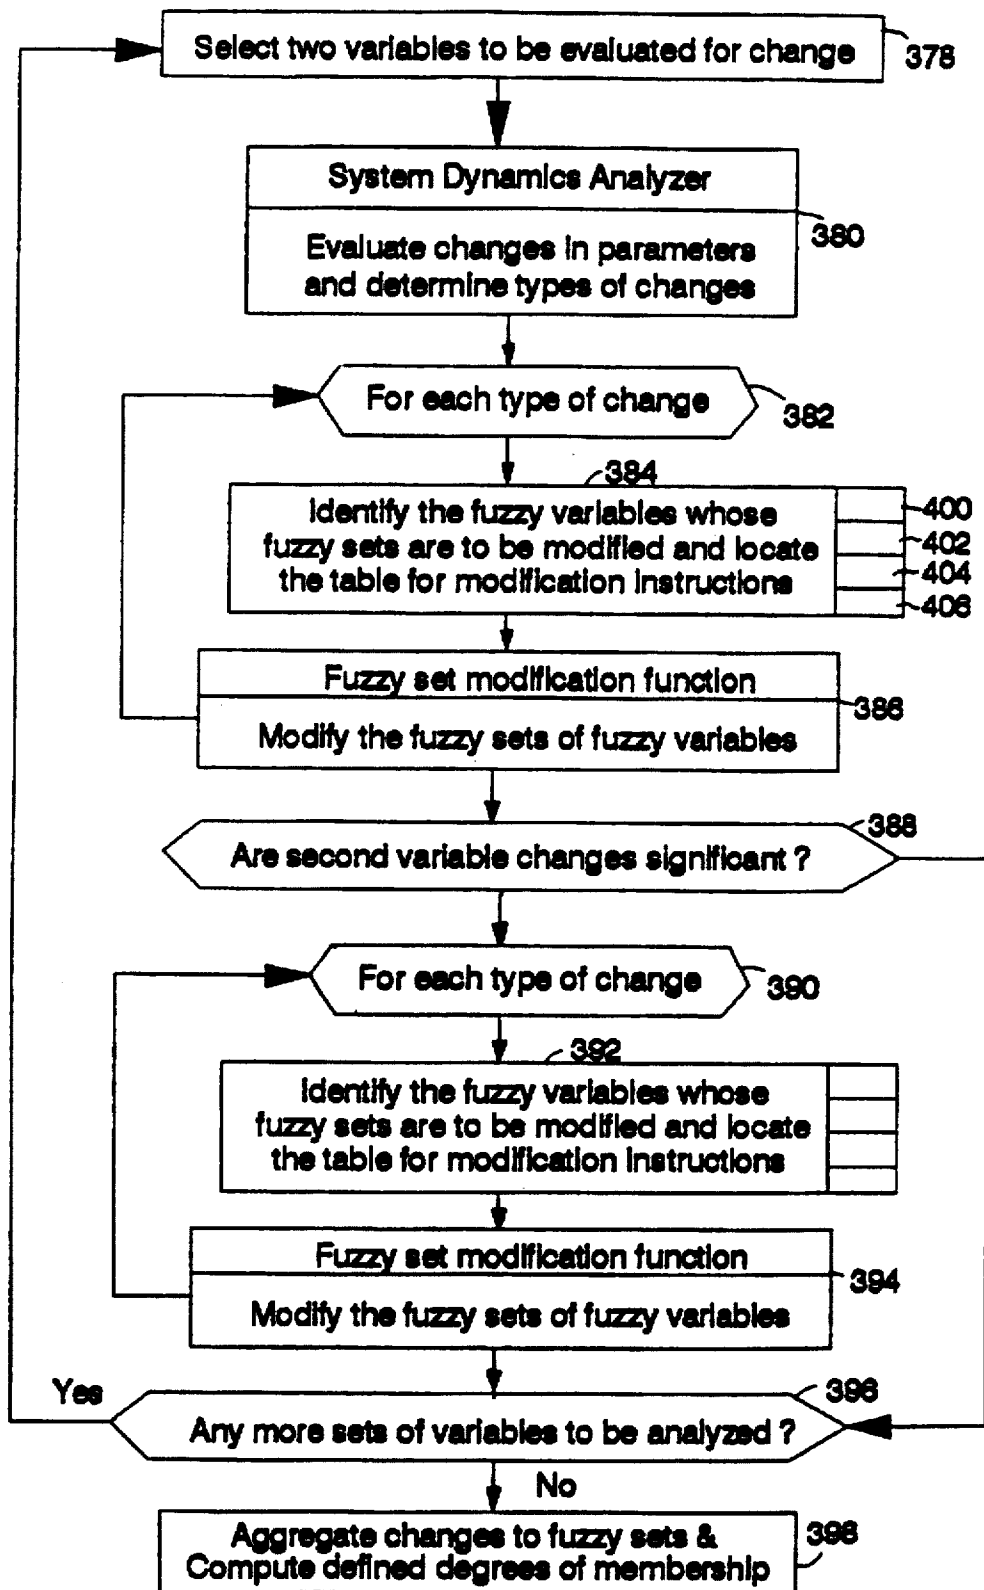 Select two variables to be evaluated for change
378
System Dynamics Analyzer
380
Evaluate changes in parameters
and determine types of changes
For each type of change
382
384
Identify the fuzzy variables whose
fuzzy sets are to be modified and locate
the table for modification instructions
400
402
404
406
Fuzzy set modification function
386
Modify the fuzzy sets of fuzzy variables
388
Are second variable changes significant ?
For each type of change
390
392
Identify the fuzzy variables whose
fuzzy sets are to be modified and locate
the table for modification instructions
Fuzzy set modification function
394
Modify the fuzzy sets of fuzzy variables
Yes
396
Any more sets of variables to be analyzed ?
No
Aggregate changes to fuzzy sets &
Compute defined degrees of membership
398